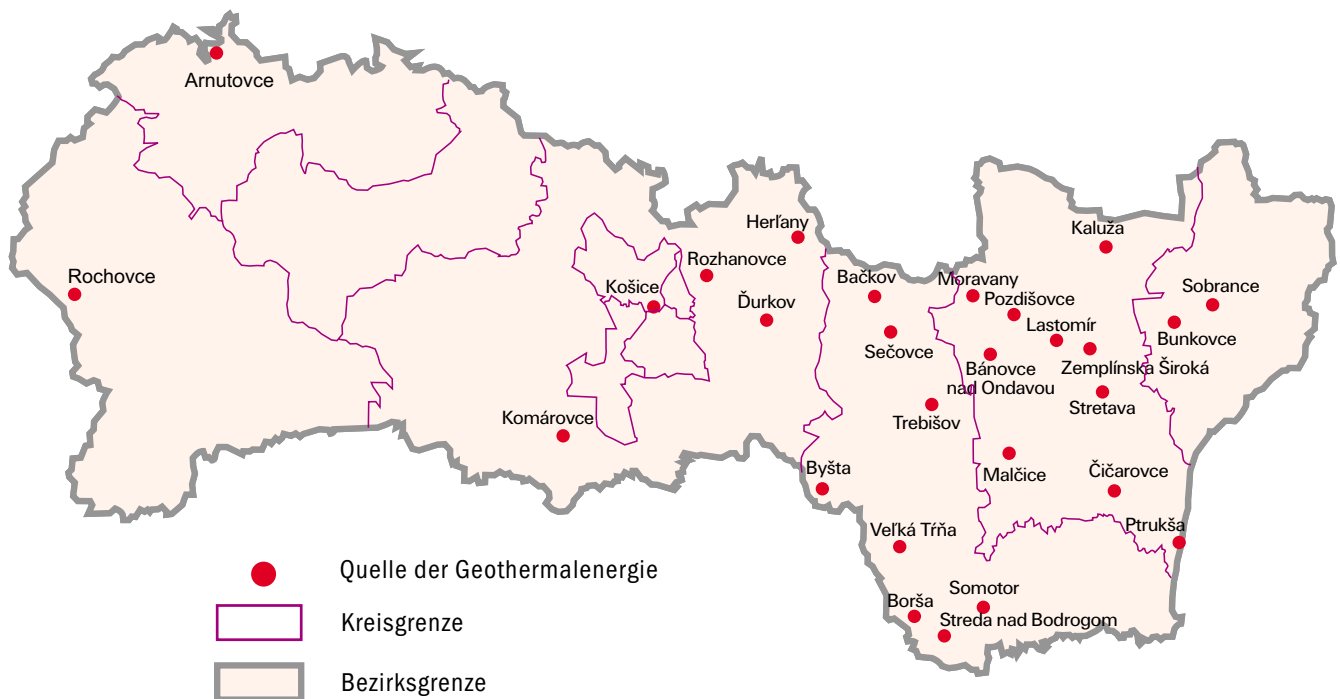 Arnutovce
Rochovce
Herľany
Kaluža
Rozhanovce
Košice
Ďurkov
Bačkov
Moravany
Sobrance
Pozdišovce
Lastomír
Bunkovce
Sečovce
Bánovce
nad Ondavou
Zemplínska Široká
Stretava
Trebišov
Komárovce
Malčice
Byšta
Čičarovce
Veľká Tŕňa
Ptrukša
Somotor
Borša
Streda nad Bodrogom
Quelle der Geothermalenergie
Kreisgrenze
Bezirksgrenze